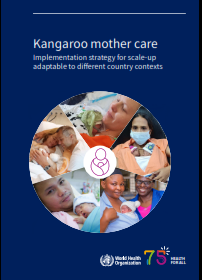 Kangaroo mother care
Implementation strategy for scale-up
adaptable to different country contexts
World Health
Organization
75
HEALTH
FOR ALL